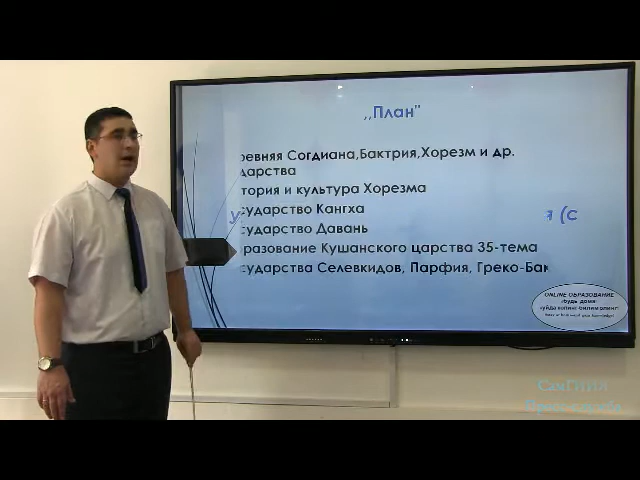 ,,План"
ревняя Согдиана,Бактрия,Хорезм и др.
дарства
тория и культура Хорезма
сударство Кангха
у
я (с
сударство Давань
разование Кушанского царства 35-тема
сударства Селевкидов, Парфия, Греко-Бак
ONLINE ОБРАЗОВАНИЕ
СамГИИЯ